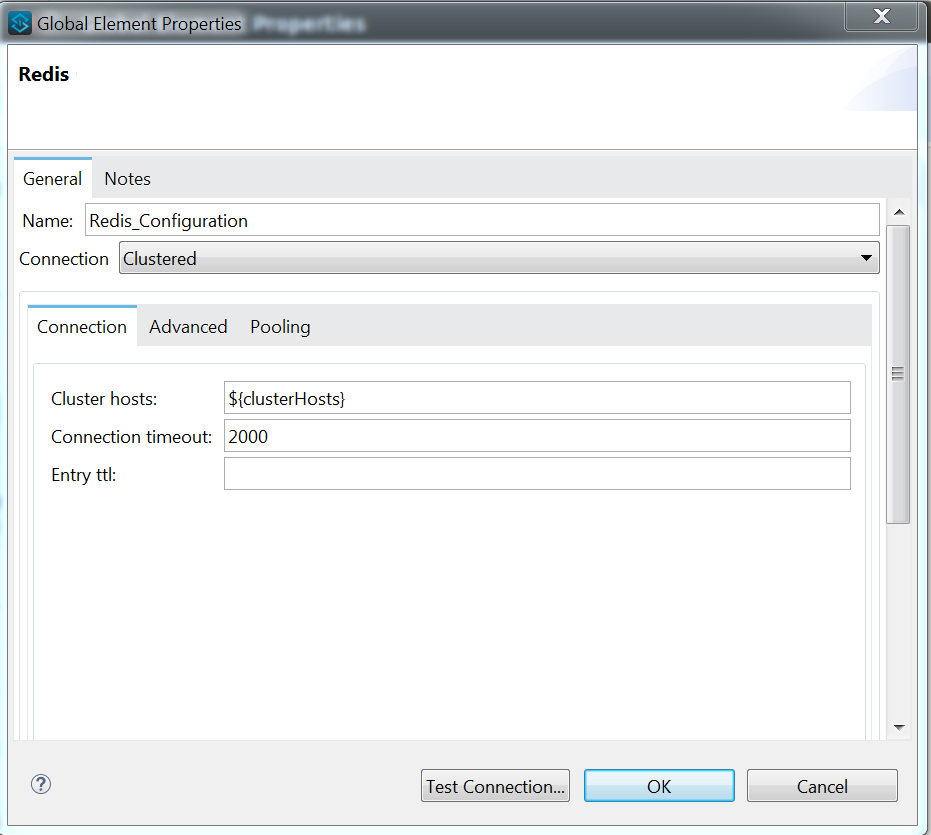 Global Element Properties Properties
Redis
General Notes
Name: Redis_Configuration
Connection Clustered
Connection Advanced Pooling
Cluster hosts: ${clusterHosts}
Connection timeout: 2000
Entry ttl:
?
Test Connection... OK Cancel